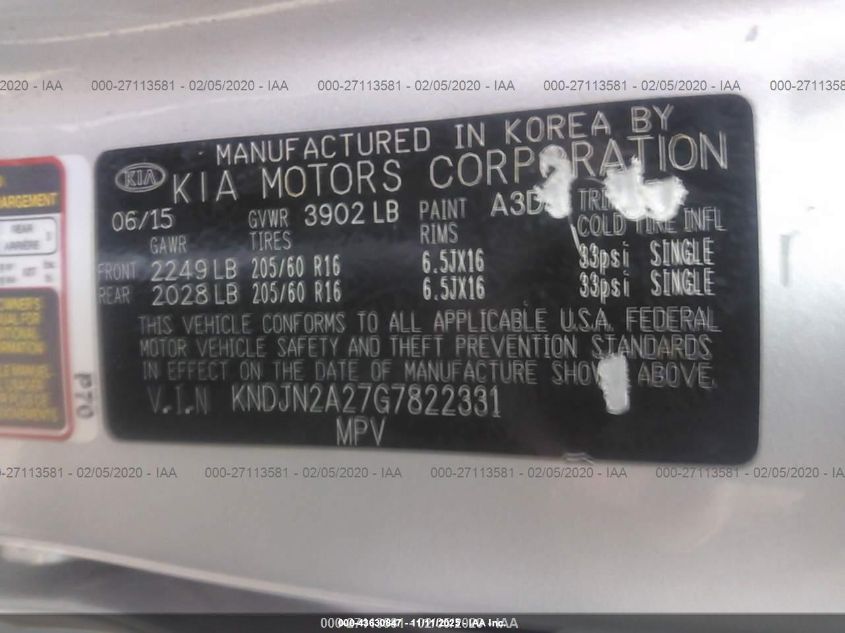 2020 - IAA 000-27113581 - 02/05/2020 - IAA 000-27113581 - 02/05/2020 - IAA 000-27113581 - 02/05/2020 - IAA 000-27113581
MANUFACTURED IN KOREA BY
KIA KIA MOTORS CORPORATION
06/15 GVWR 3902 LB PAINT A3D
GAWR TIRES RIMS COLD TIRE INFL
FRONT 2249 LB 205/60 R16 6.5JX16 33psi SINGLE
REAR 2028 LB 205/60 R16 6.5JX16 33psi SINGLE
THIS VEHICLE CONFORMS TO ALL APPLICABLE U.S.A. FEDERAL
MOTOR VEHICLE SAFETY AND THEFT PREVENTION STANDARDS
IN EFFECT ON THE DATE OF MANUFACTURE SHOWN ABOVE.
V.I.N KNDJN2A27G7822331
MPV
REAR
ARRIERE
P70
- 02/05/2020 - IAA 000-27113581 - 02/05/2020 - IAA 000-27113581 - 02/05/2020 - IAA 000-27113581 - 02/05/2020